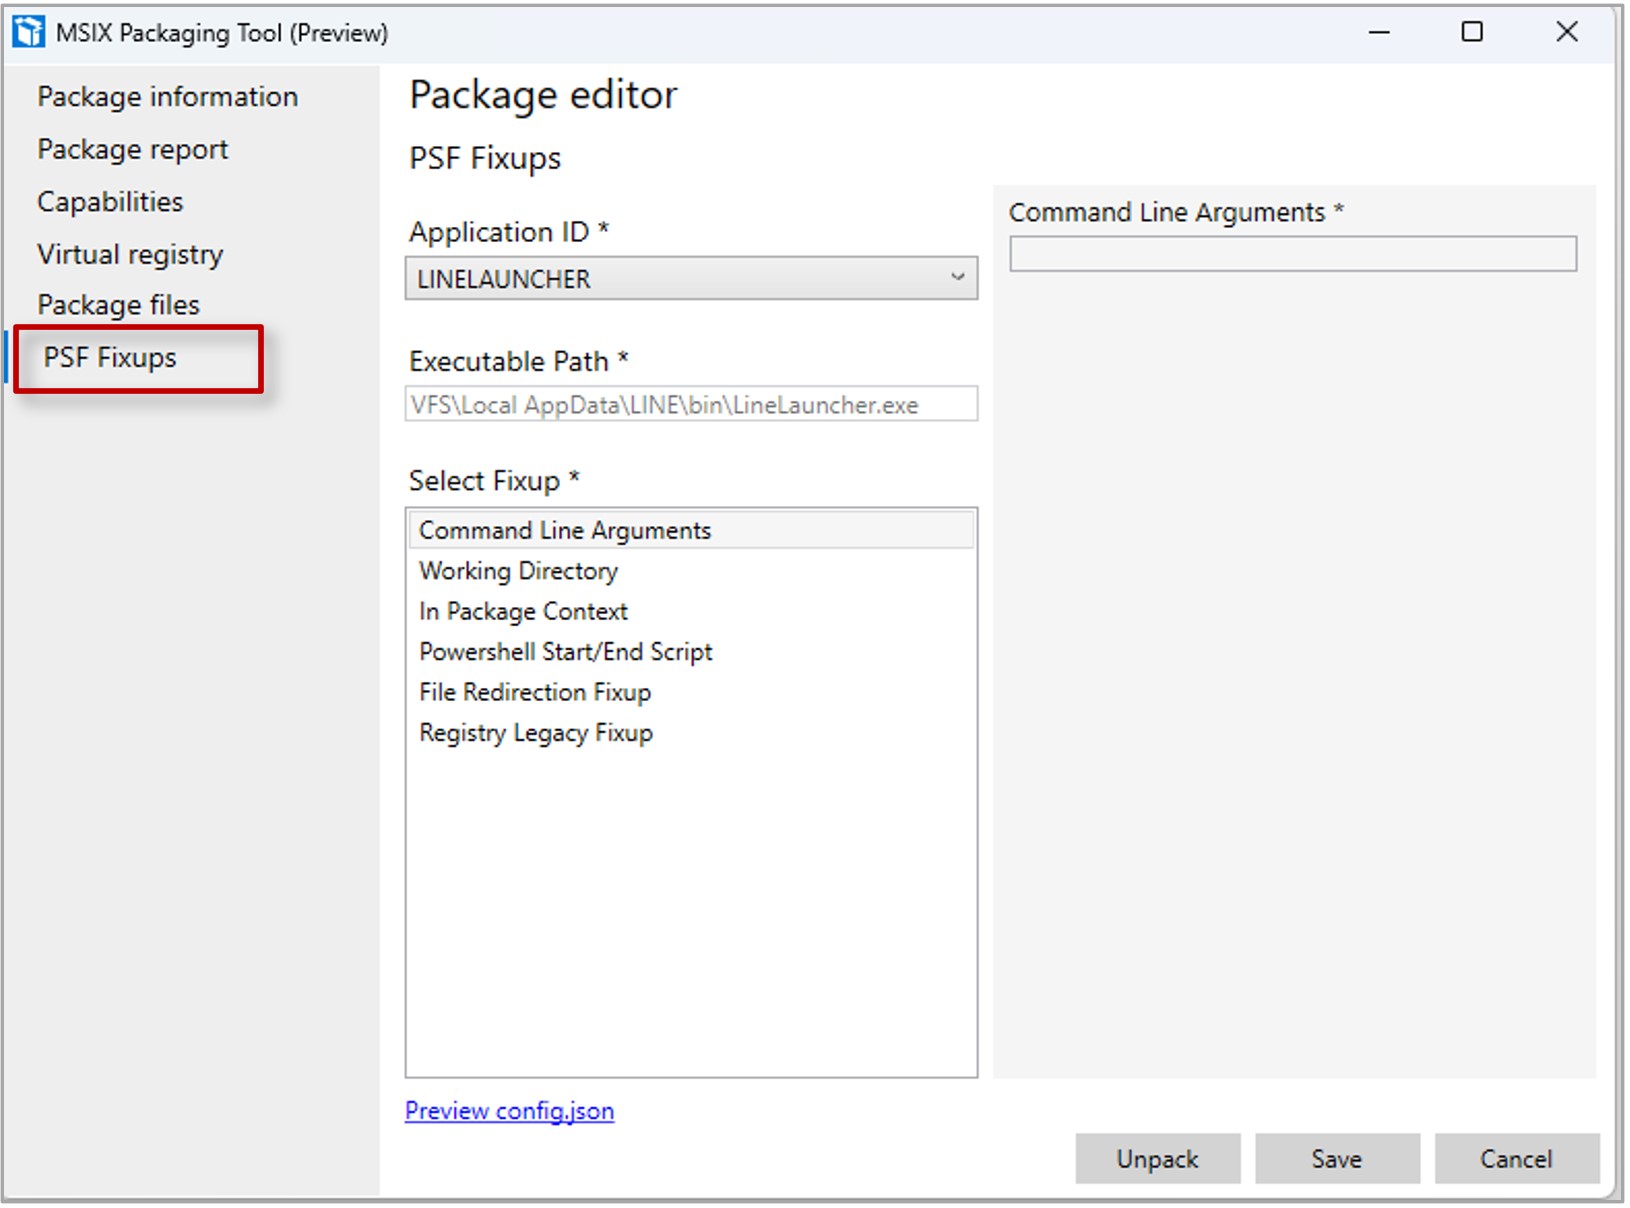 MSIX Packaging Tool (Preview)
Package information
Package report
Capabilities
Virtual registry
Package files
PSF Fixups
Package editor
PSF Fixups
Application ID *
LINELAUNCHER
Executable Path *
VFS\Local AppData\LINE\bin\LineLauncher.exe
Select Fixup *
Command Line Arguments
Working Directory
In Package Context
Powershell Start/End Script
File Redirection Fixup
Registry Legacy Fixup
Preview config.json
Command Line Arguments *
Unpack
Save
Cancel